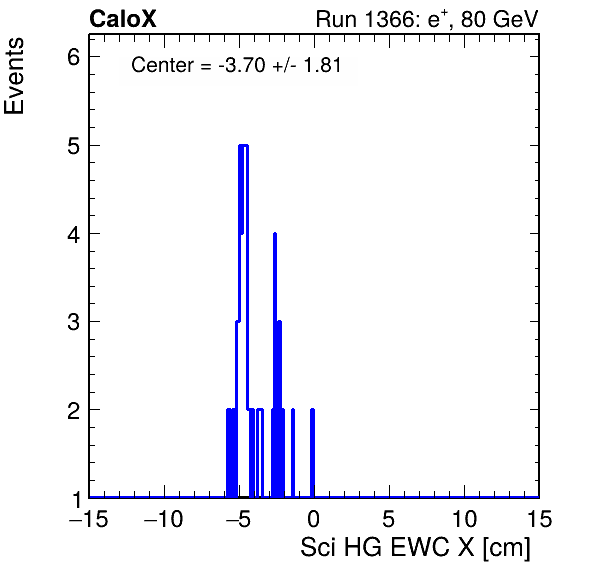 CaloX Run 1366: e⁺, 80 GeV
Events
Center = -3.70 +/- 1.81
6
5
4
3
2
1
−15 −10 −5 0 5 10 15
Sci HG EWC X [cm]